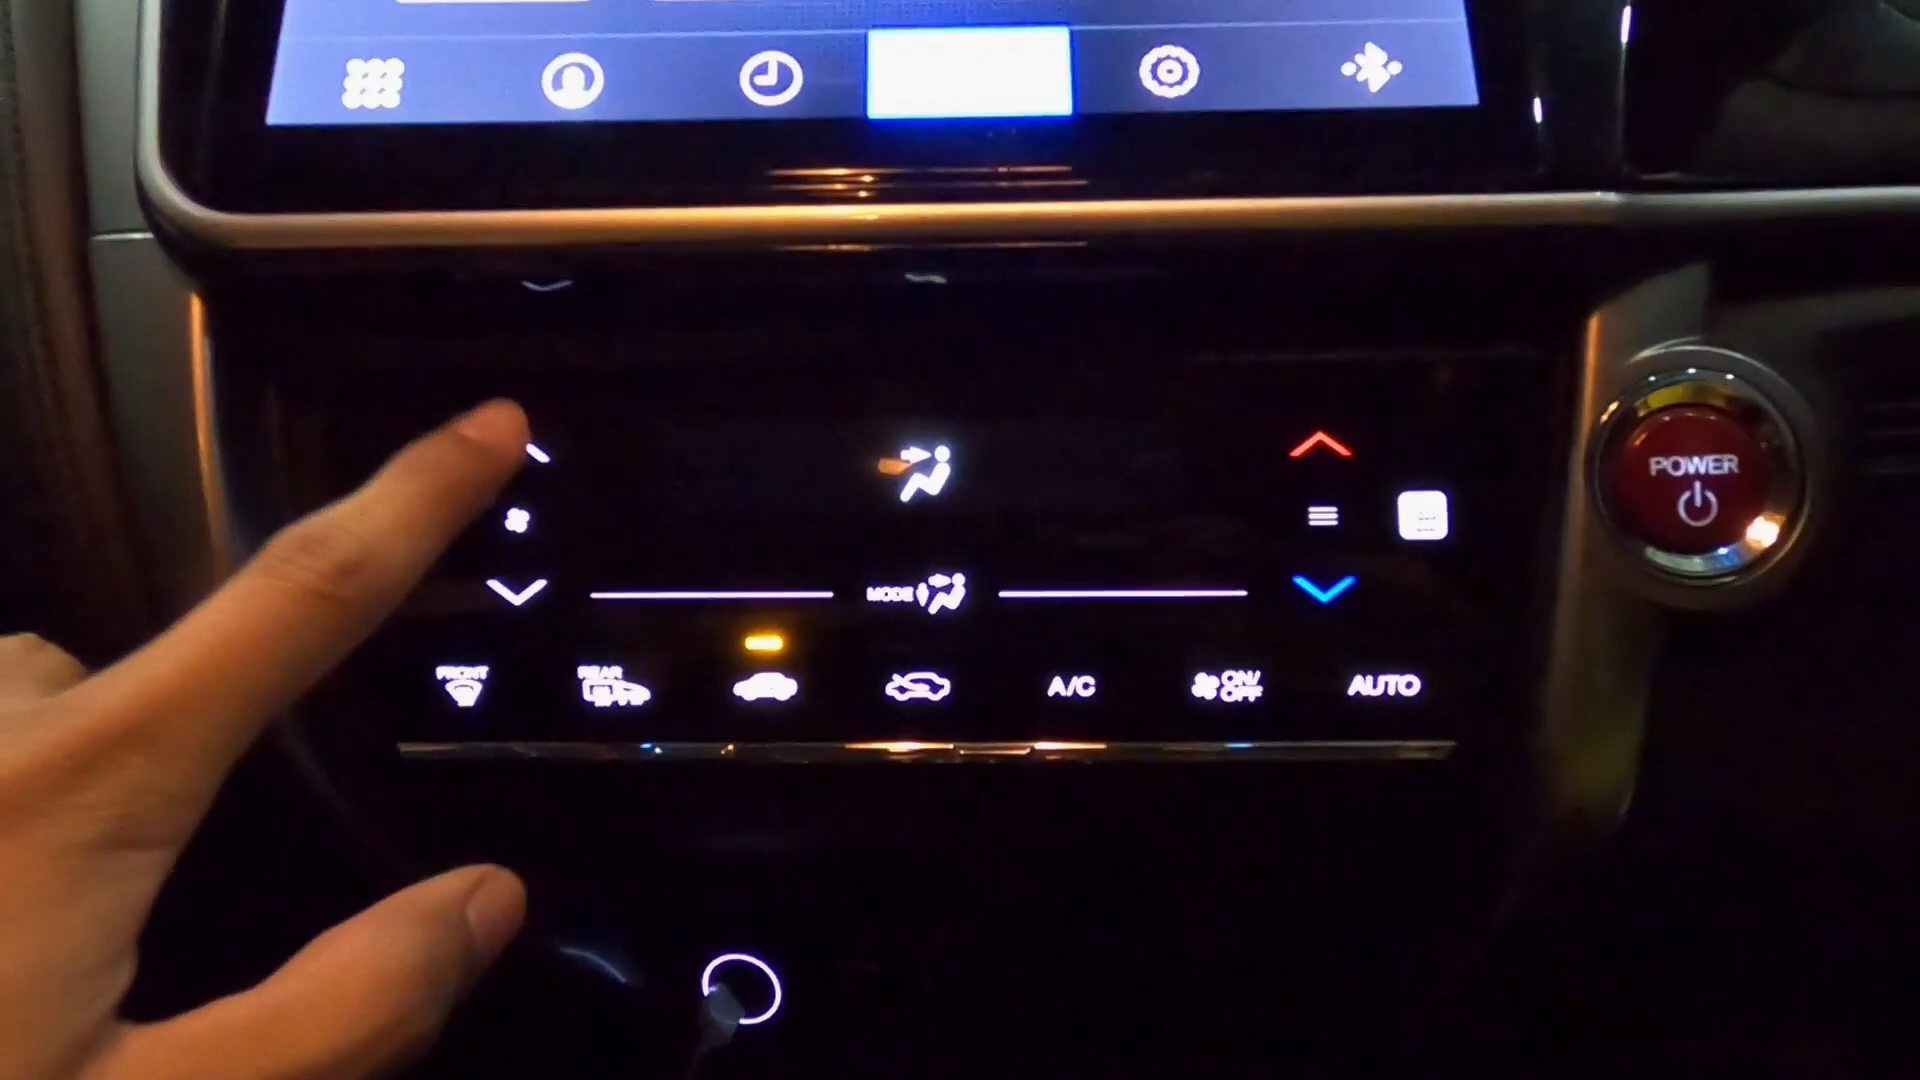 POWER
MODE
FRONT
REAR
A/C
ON/
OFF
AUTO